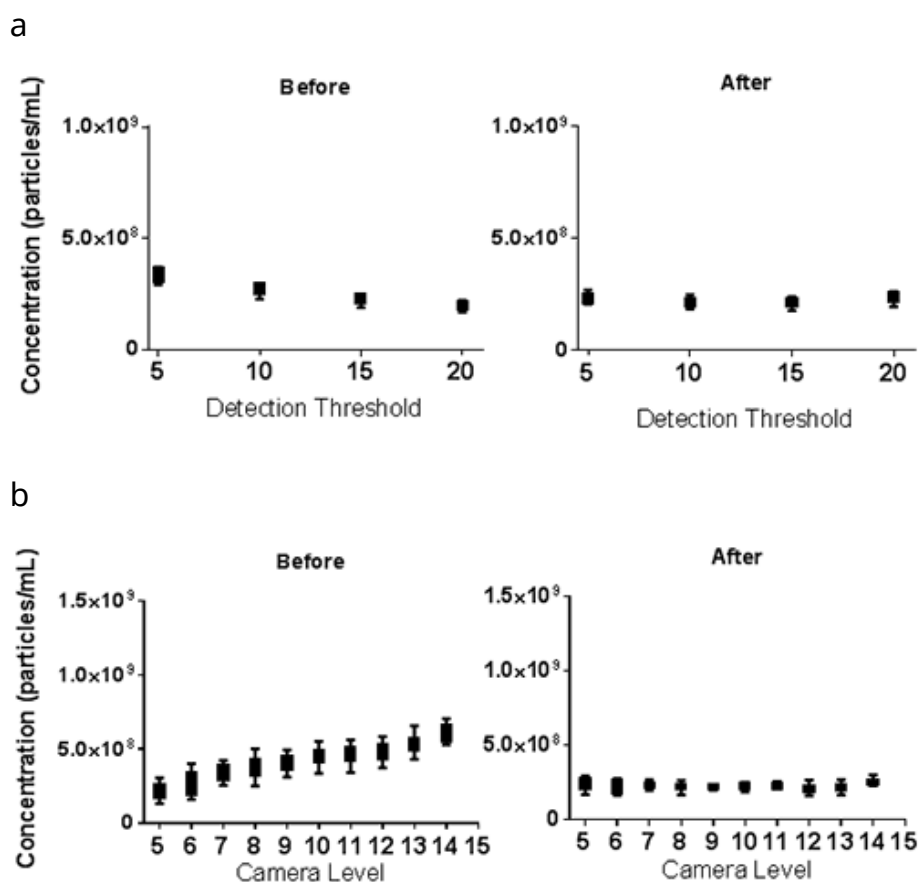 a
Before
After
Concentration (particles/mL)
1.0×10⁹
5.0×10⁸
0
5 10 15 20
Detection Threshold
1.0×10⁹
5.0×10⁸
0
5 10 15 20
Detection Threshold
b
Before
After
Concentration (particles/mL)
1.5×10⁹
1.0×10⁹
5.0×10⁸
0
5 6 7 8 9 10 11 12 13 14 15
Camera Level
1.5×10⁹
1.0×10⁹
5.0×10⁸
0
5 6 7 8 9 10 11 12 13 14 15
Camera Level